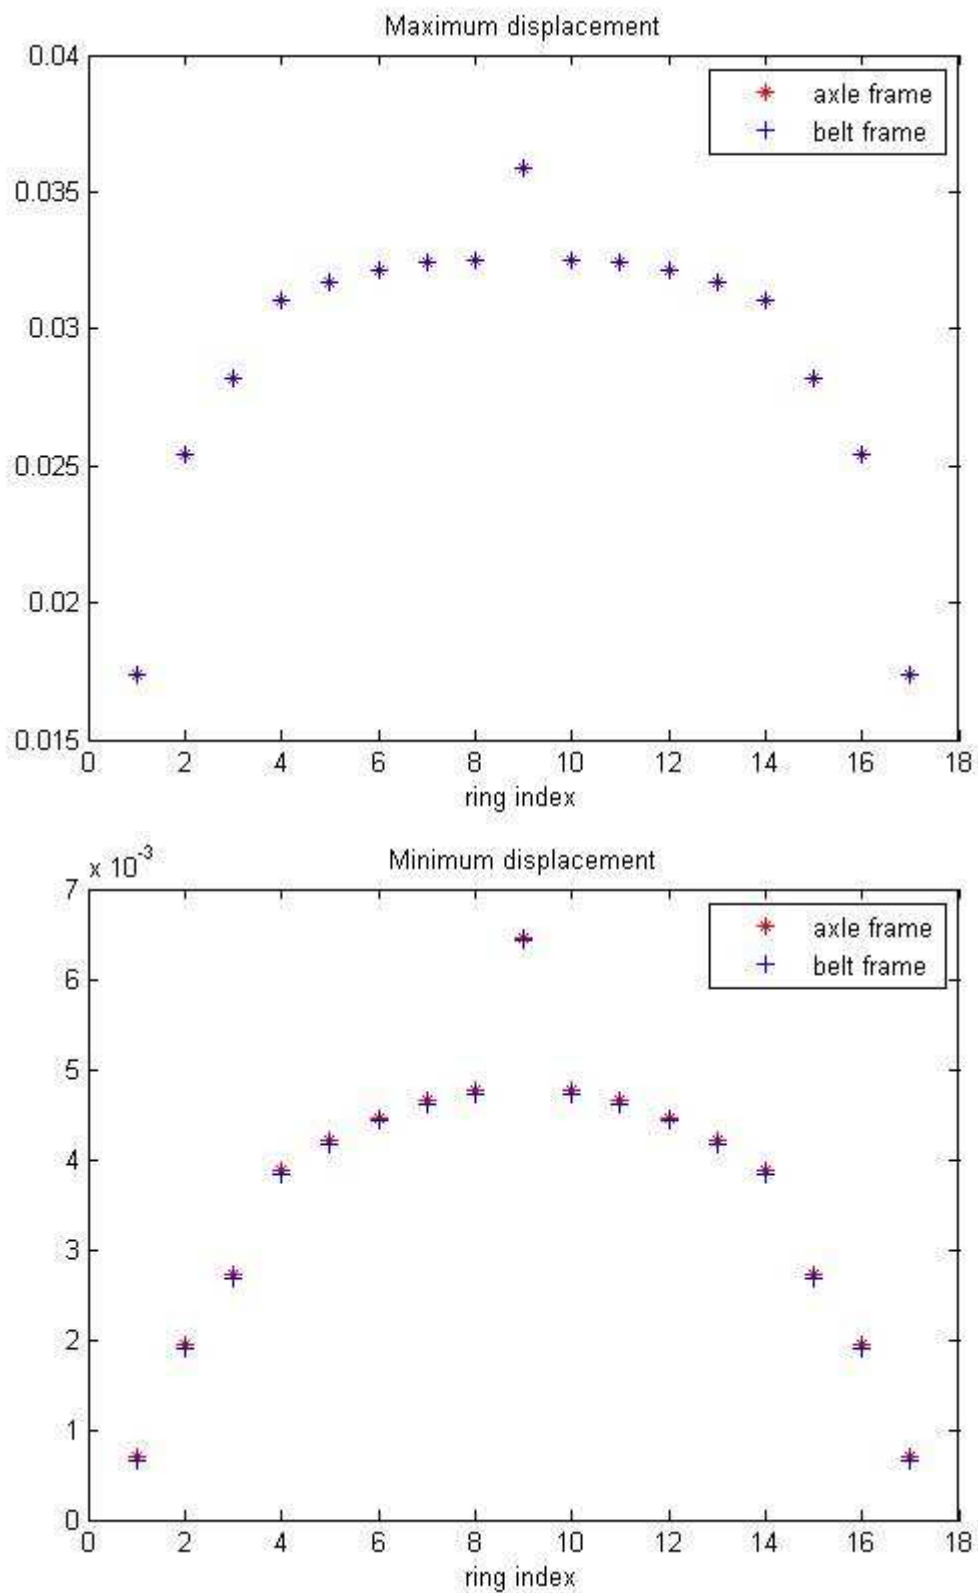 Maximum displacement
0.04
0.035
0.03
0.025
0.02
0.015
axle frame
belt frame
0 2 4 6 8 10 12 14 16 18
ring index
x 10-3
Minimum displacement
7
6
5
4
3
2
1
0
axle frame
belt frame
0 2 4 6 8 10 12 14 16 18
ring index